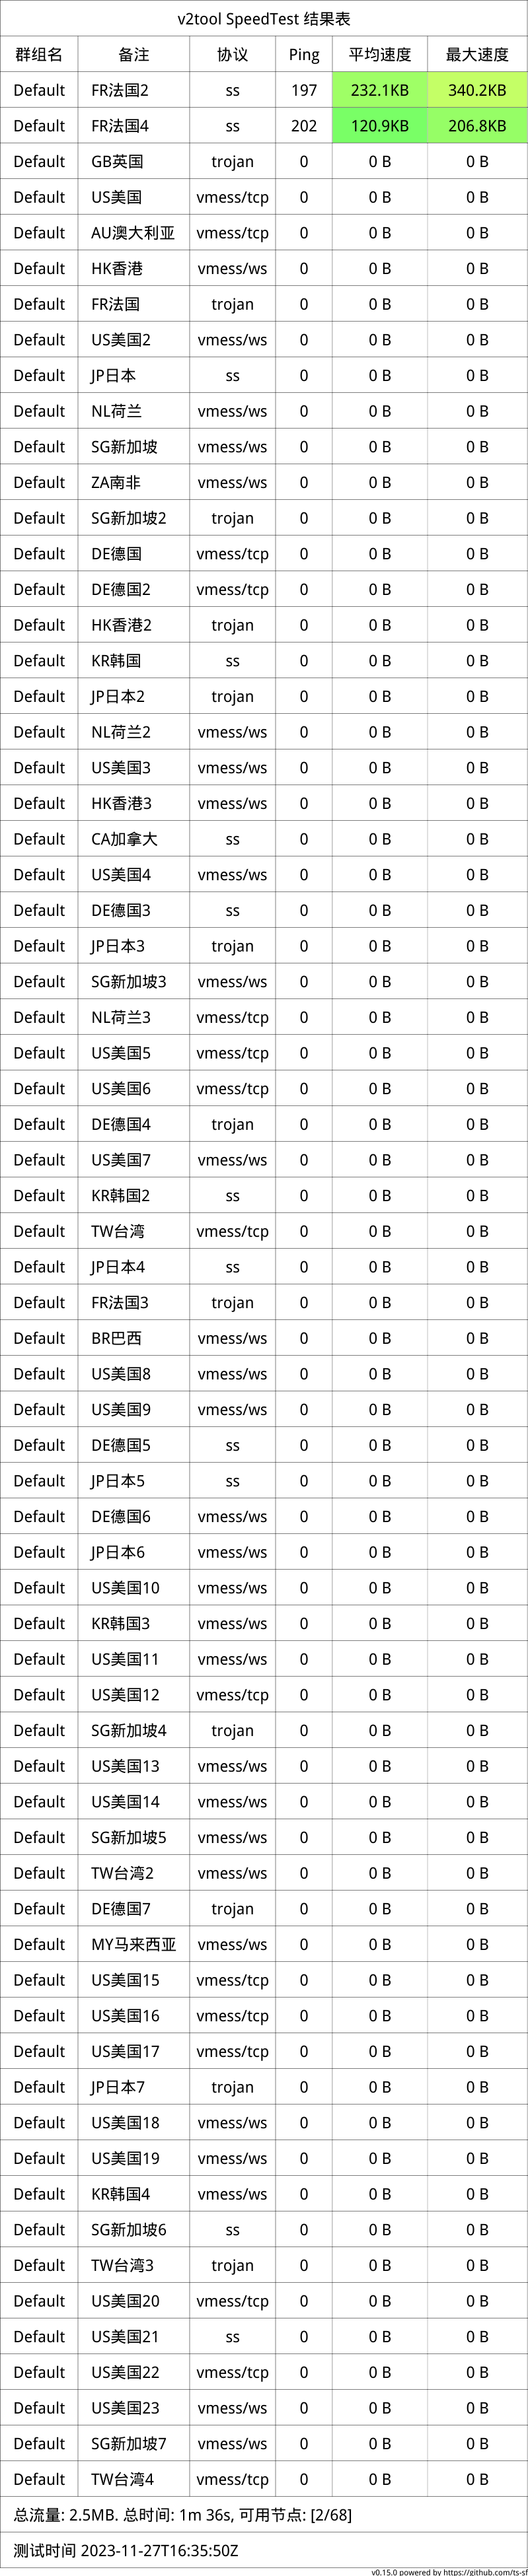 v2tool SpeedTest 结果表
群组名 备注 协议 Ping 平均速度 最大速度
Default FR法国2 ss 197 232.1KB 340.2KB
Default FR法国4 ss 202 120.9KB 206.8KB
Default GB英国 trojan 0 0 B 0 B
Default US美国 vmess/tcp 0 0 B 0 B
Default AU澳大利亚 vmess/tcp 0 0 B 0 B
Default HK香港 vmess/ws 0 0 B 0 B
Default FR法国 trojan 0 0 B 0 B
Default US美国2 vmess/ws 0 0 B 0 B
Default JP日本 ss 0 0 B 0 B
Default NL荷兰 vmess/ws 0 0 B 0 B
Default SG新加坡 vmess/ws 0 0 B 0 B
Default ZA南非 vmess/ws 0 0 B 0 B
Default SG新加坡2 trojan 0 0 B 0 B
Default DE德国 vmess/tcp 0 0 B 0 B
Default DE德国2 vmess/tcp 0 0 B 0 B
Default HK香港2 trojan 0 0 B 0 B
Default KR韩国 ss 0 0 B 0 B
Default JP日本2 trojan 0 0 B 0 B
Default NL荷兰2 vmess/ws 0 0 B 0 B
Default US美国3 vmess/ws 0 0 B 0 B
Default HK香港3 vmess/ws 0 0 B 0 B
Default CA加拿大 ss 0 0 B 0 B
Default US美国4 vmess/ws 0 0 B 0 B
Default DE德国3 ss 0 0 B 0 B
Default JP日本3 trojan 0 0 B 0 B
Default SG新加坡3 vmess/ws 0 0 B 0 B
Default NL荷兰3 vmess/tcp 0 0 B 0 B
Default US美国5 vmess/tcp 0 0 B 0 B
Default US美国6 vmess/tcp 0 0 B 0 B
Default DE德国4 trojan 0 0 B 0 B
Default US美国7 vmess/ws 0 0 B 0 B
Default KR韩国2 ss 0 0 B 0 B
Default TW台湾 vmess/tcp 0 0 B 0 B
Default JP日本4 ss 0 0 B 0 B
Default FR法国3 trojan 0 0 B 0 B
Default BR巴西 vmess/ws 0 0 B 0 B
Default US美国8 vmess/ws 0 0 B 0 B
Default US美国9 vmess/ws 0 0 B 0 B
Default DE德国5 ss 0 0 B 0 B
Default JP日本5 ss 0 0 B 0 B
Default DE德国6 vmess/ws 0 0 B 0 B
Default JP日本6 vmess/ws 0 0 B 0 B
Default US美国10 vmess/ws 0 0 B 0 B
Default KR韩国3 vmess/ws 0 0 B 0 B
Default US美国11 vmess/ws 0 0 B 0 B
Default US美国12 vmess/tcp 0 0 B 0 B
Default SG新加坡4 trojan 0 0 B 0 B
Default US美国13 vmess/ws 0 0 B 0 B
Default US美国14 vmess/ws 0 0 B 0 B
Default SG新加坡5 vmess/ws 0 0 B 0 B
Default TW台湾2 vmess/ws 0 0 B 0 B
Default DE德国7 trojan 0 0 B 0 B
Default MY马来西亚 vmess/ws 0 0 B 0 B
Default US美国15 vmess/tcp 0 0 B 0 B
Default US美国16 vmess/tcp 0 0 B 0 B
Default US美国17 vmess/tcp 0 0 B 0 B
Default JP日本7 trojan 0 0 B 0 B
Default US美国18 vmess/ws 0 0 B 0 B
Default US美国19 vmess/ws 0 0 B 0 B
Default KR韩国4 vmess/ws 0 0 B 0 B
Default SG新加坡6 ss 0 0 B 0 B
Default TW台湾3 trojan 0 0 B 0 B
Default US美国20 vmess/tcp 0 0 B 0 B
Default US美国21 ss 0 0 B 0 B
Default US美国22 vmess/tcp 0 0 B 0 B
Default US美国23 vmess/ws 0 0 B 0 B
Default SG新加坡7 vmess/ws 0 0 B 0 B
Default TW台湾4 vmess/tcp 0 0 B 0 B
总流量: 2.5MB. 总时间: 1m 36s, 可用节点: [2/68]
测试时间 2023-11-27T16:35:50Z
v0.15.0 powered by https://github.com/ts-sf